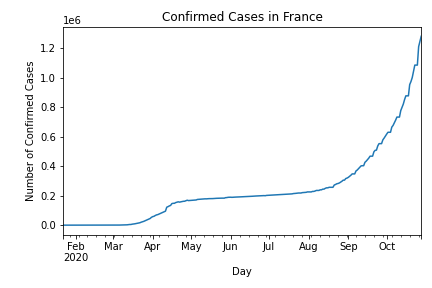 Confirmed Cases in France
1e6
1.2
1.0
0.8
0.6
0.4
0.2
0.0
Number of Confirmed Cases
Feb Mar Apr May Jun Jul Aug Sep Oct
2020
Day